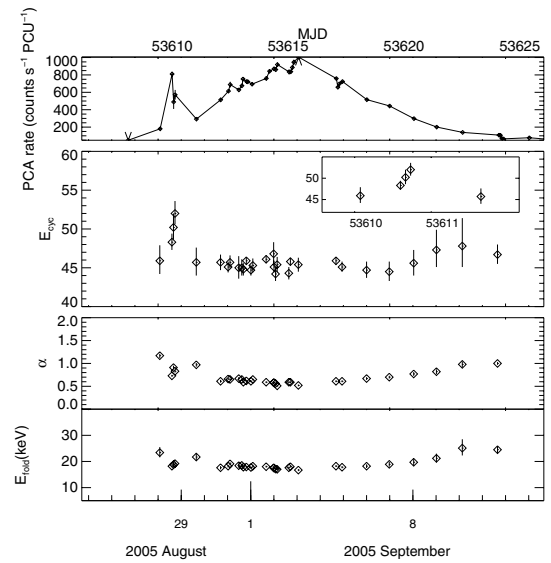 MJD
53610 53615 53620 53625
PCA rate (counts s⁻¹ PCU⁻¹)
1000
800
600
400
200
E_cyc
60
55
50
45
40
50
45
53610 53611
α
2.0
1.5
1.0
0.5
0.0
E_fold(keV)
30
20
10
29 1 8
2005 August 2005 September